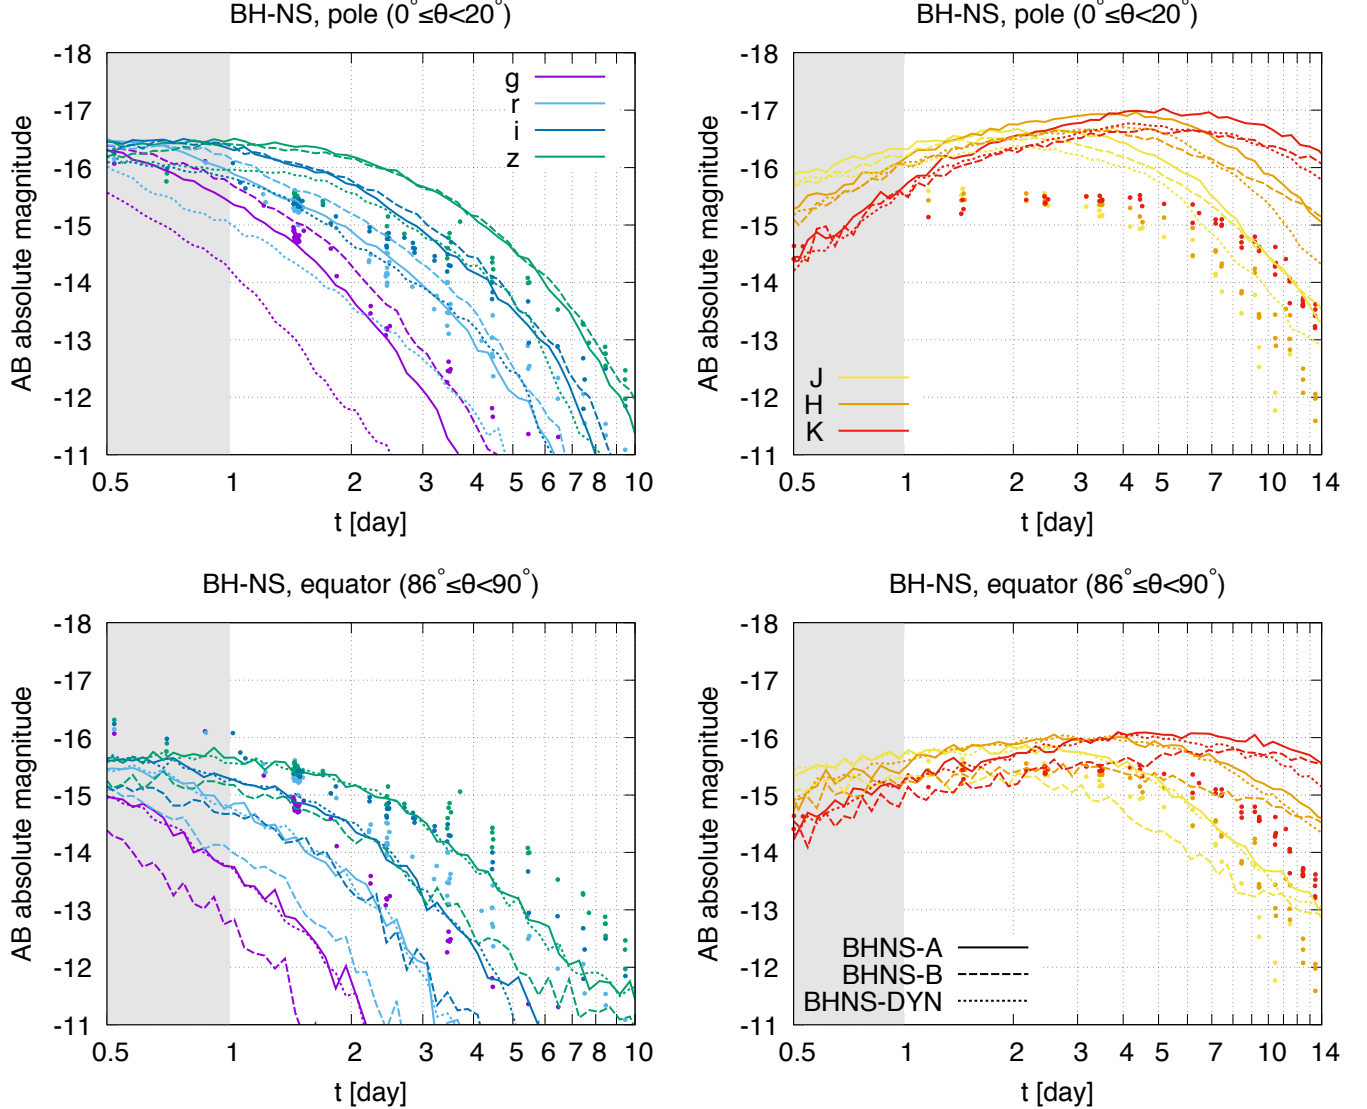 BH-NS, pole (0°≤θ<20°)
-18
-17
-16
-15
-14
-13
-12
-11
AB absolute magnitude
g
r
i
z
0.5 1 2 3 4 5 6 7 8 10
t [day]
BH-NS, pole (0°≤θ<20°)
-18
-17
-16
-15
-14
-13
-12
-11
AB absolute magnitude
J
H
K
0.5 1 2 3 4 5 7 10 14
t [day]
BH-NS, equator (86°≤θ<90°)
-18
-17
-16
-15
-14
-13
-12
-11
AB absolute magnitude
0.5 1 2 3 4 5 6 7 8 10
t [day]
BH-NS, equator (86°≤θ<90°)
-18
-17
-16
-15
-14
-13
-12
-11
AB absolute magnitude
BHNS-A
BHNS-B
BHNS-DYN
0.5 1 2 3 4 5 7 10 14
t [day]